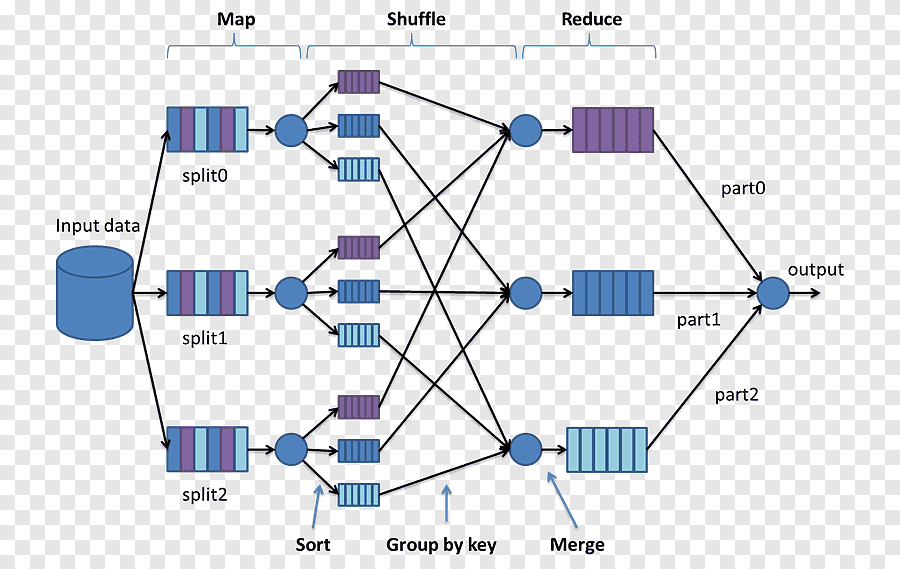 Map
Shuffle
Reduce
split0
part0
Input data
output
split1
part1
part2
split2
Sort
Group by key
Merge